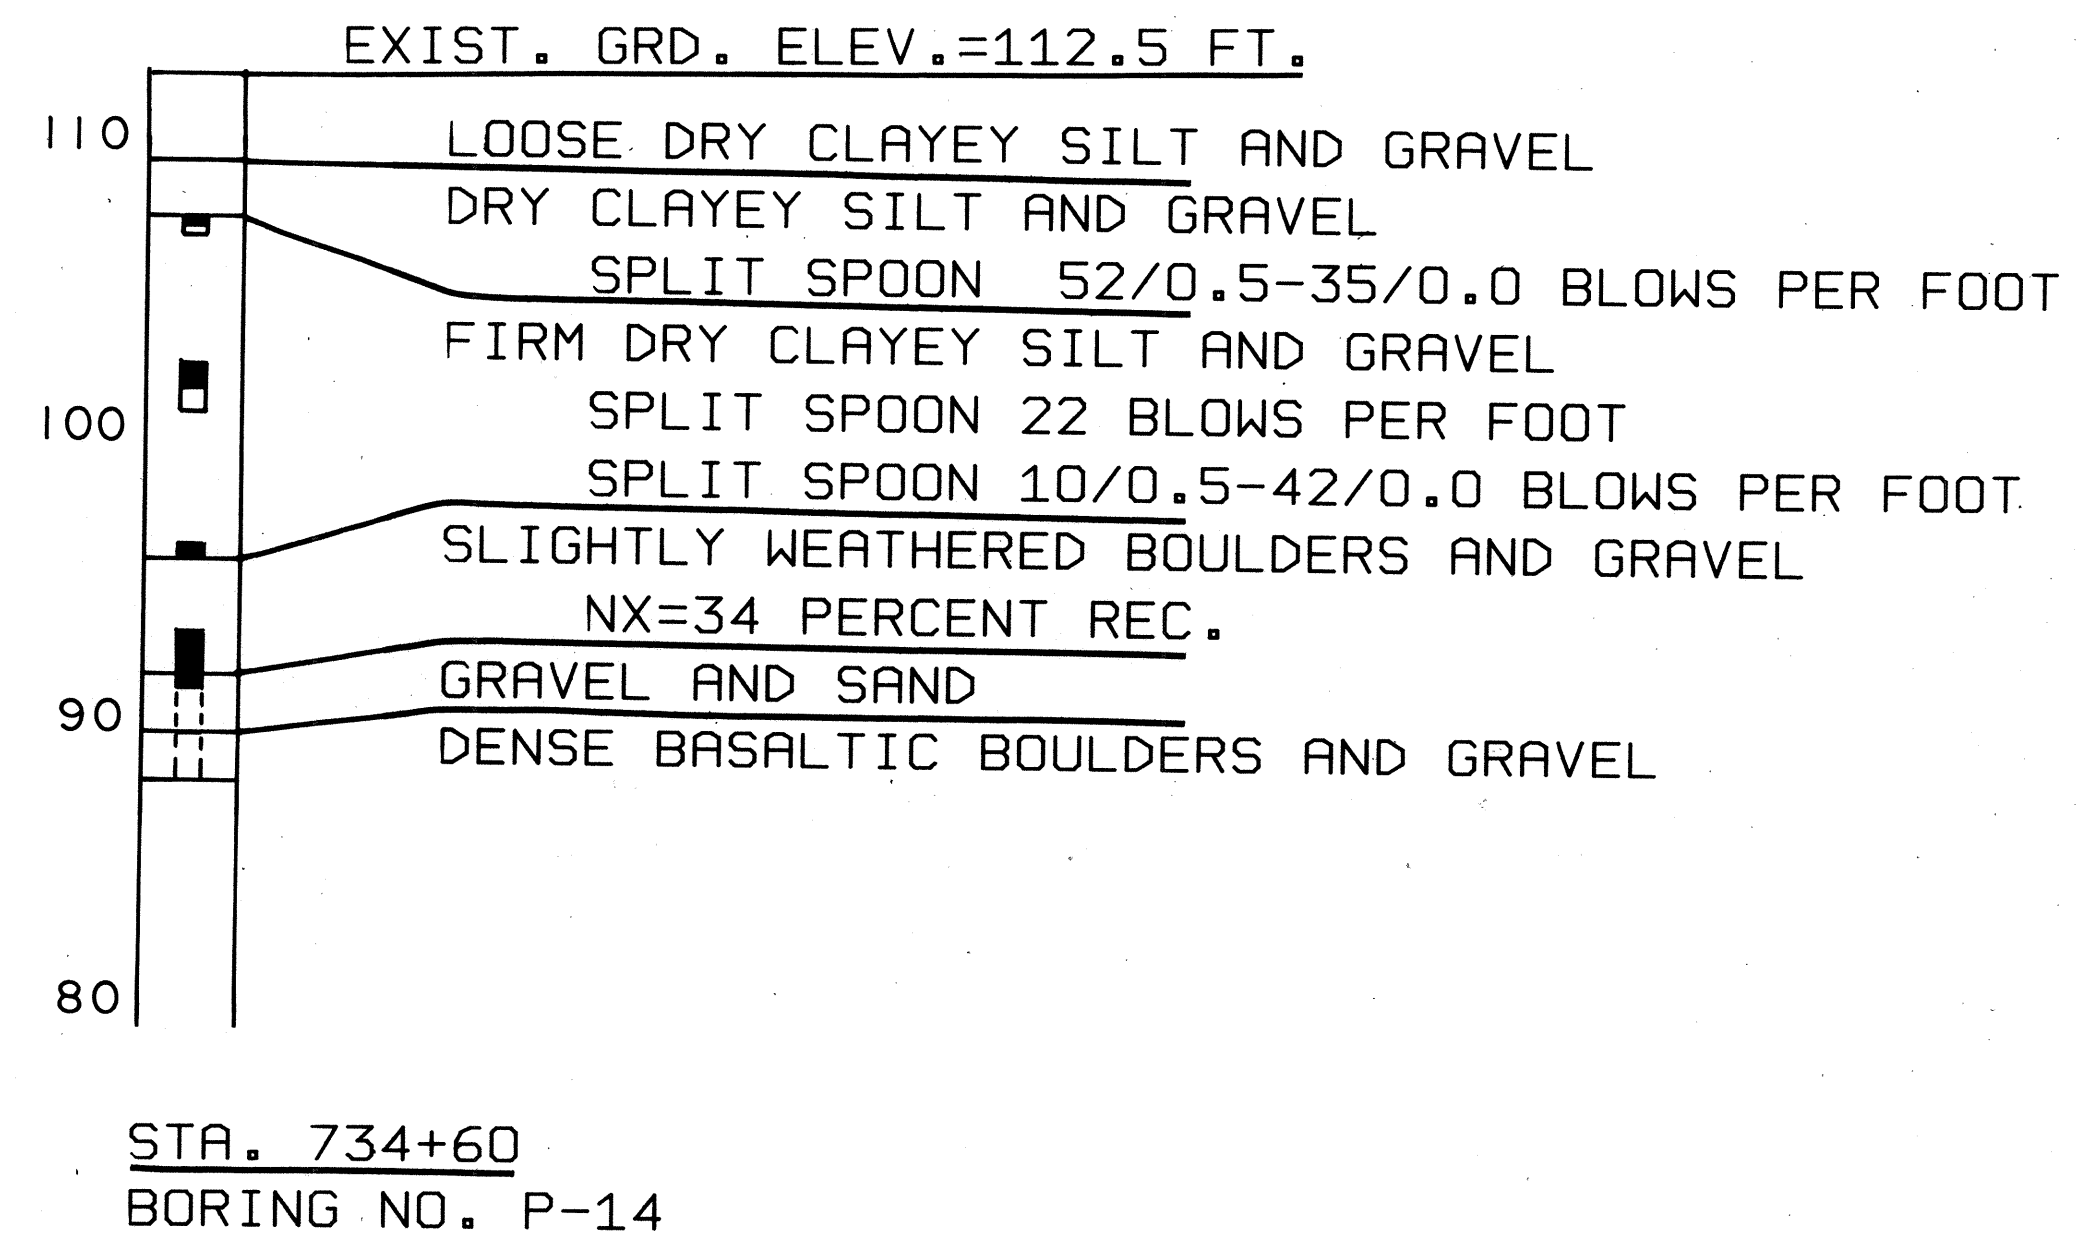 EXIST. GRD. ELEV.=112.5 FT.
110
LOOSE DRY CLAYEY SILT AND GRAVEL
DRY CLAYEY SILT AND GRAVEL
SPLIT SPOON 52/0.5-35/0.0 BLOWS PER FOOT
FIRM DRY CLAYEY SILT AND GRAVEL
100
SPLIT SPOON 22 BLOWS PER FOOT
SPLIT SPOON 10/0.5-42/0.0 BLOWS PER FOOT
SLIGHTLY WEATHERED BOULDERS AND GRAVEL
NX=34 PERCENT REC.
GRAVEL AND SAND
90
DENSE BASALTIC BOULDERS AND GRAVEL
80
STA. 734+60
BORING NO. P-14